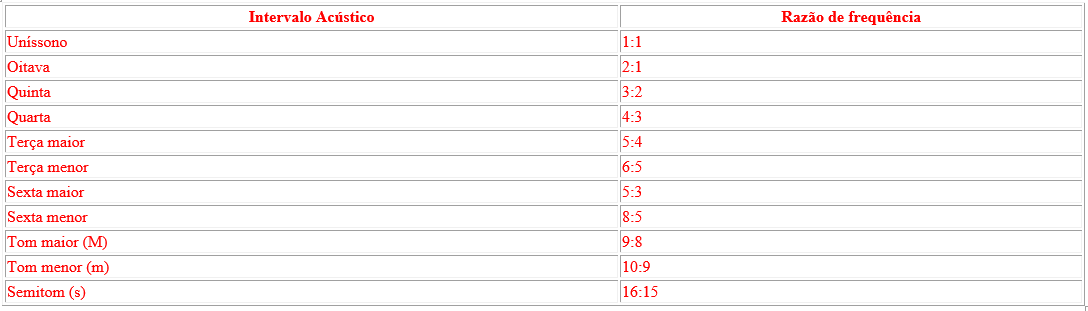 Intervalo Acústico Razão de frequência
Uníssono 1:1
Oitava 2:1
Quinta 3:2
Quarta 4:3
Terça maior 5:4
Terça menor 6:5
Sexta maior 5:3
Sexta menor 8:5
Tom maior (M) 9:8
Tom menor (m) 10:9
Semitom (s) 16:15